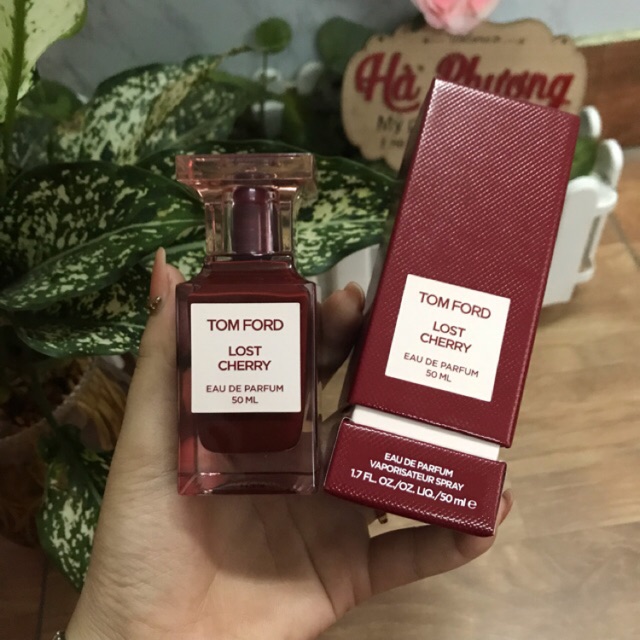 Hà Phương
TOM FORD
LOST
CHERRY
EAU DE PARFUM
50 ML
TOM FORD
LOST
CHERRY
EAU DE PARFUM
50 ML
EAU DE PARFUM
VAPORISATEUR SPRAY
1.7 FL. OZ./OZ. LIQ./50 ml e